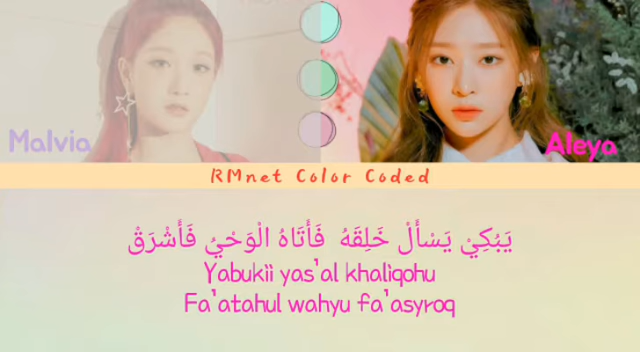 Malvia
Aleya
RMnet Color Coded
يَبُكِيْ يَسْأَلْ خَلِقَهُ فَأَتَاهُ الْوَحْيُ فَأَشْرَقْ
Yabukii yas'al khaliqohu
Fa'atahul wahyu fa'asyroq